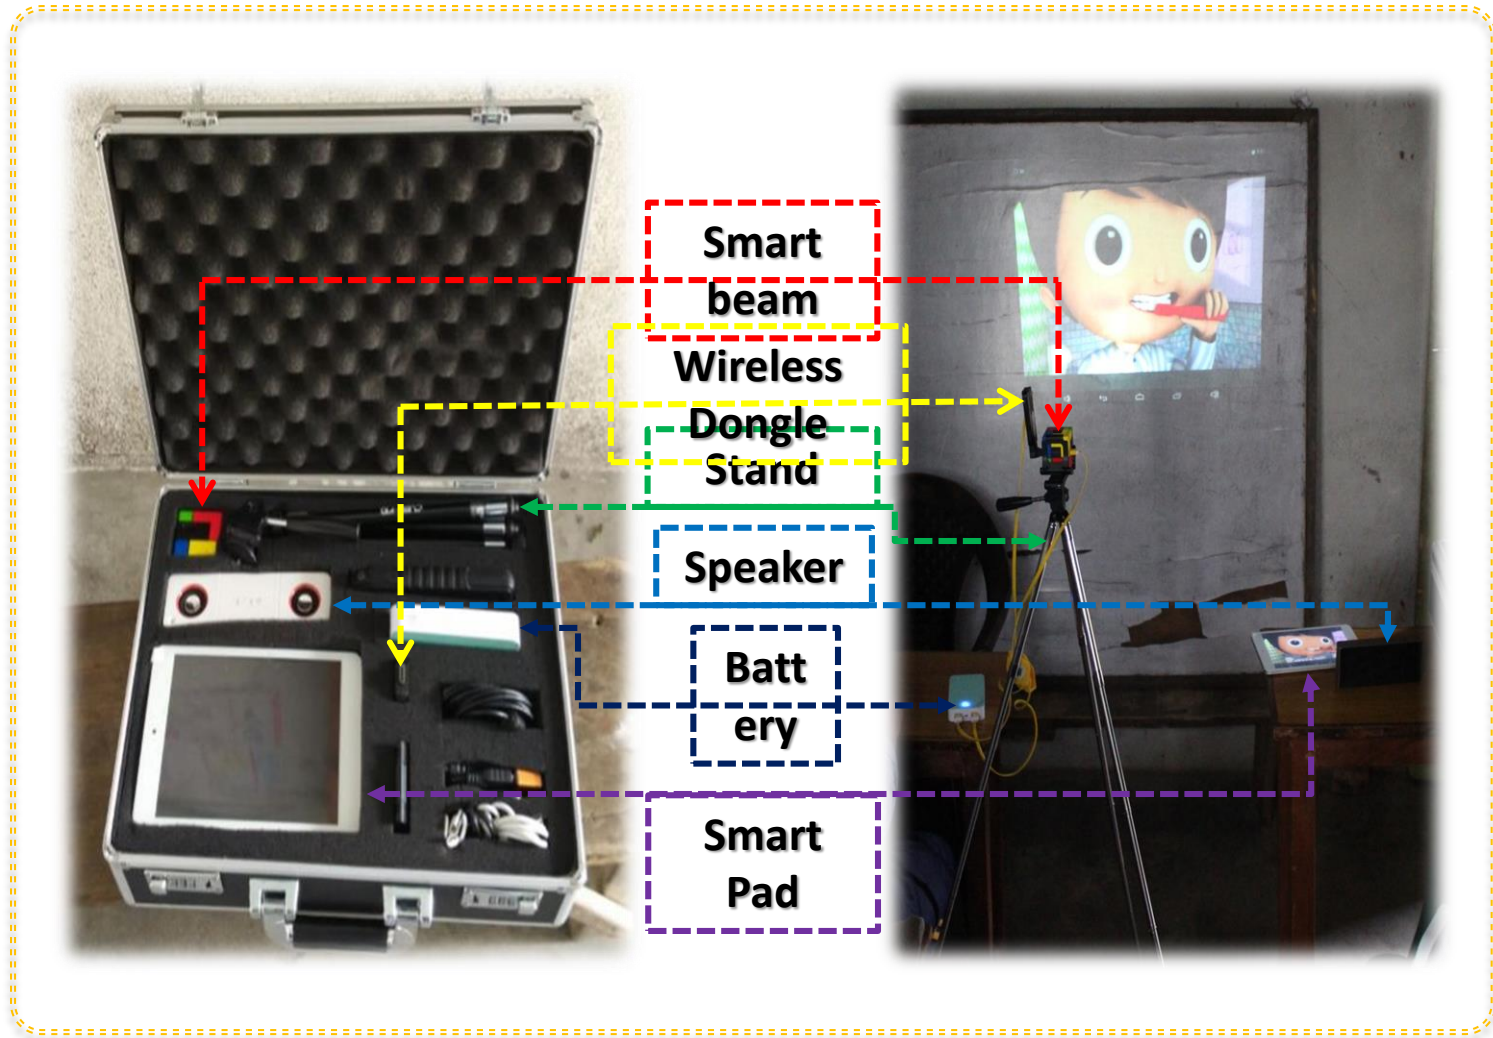 Smart
beam
Wireless
Dongle
Stand
Speaker
Batt
ery
Smart
Pad